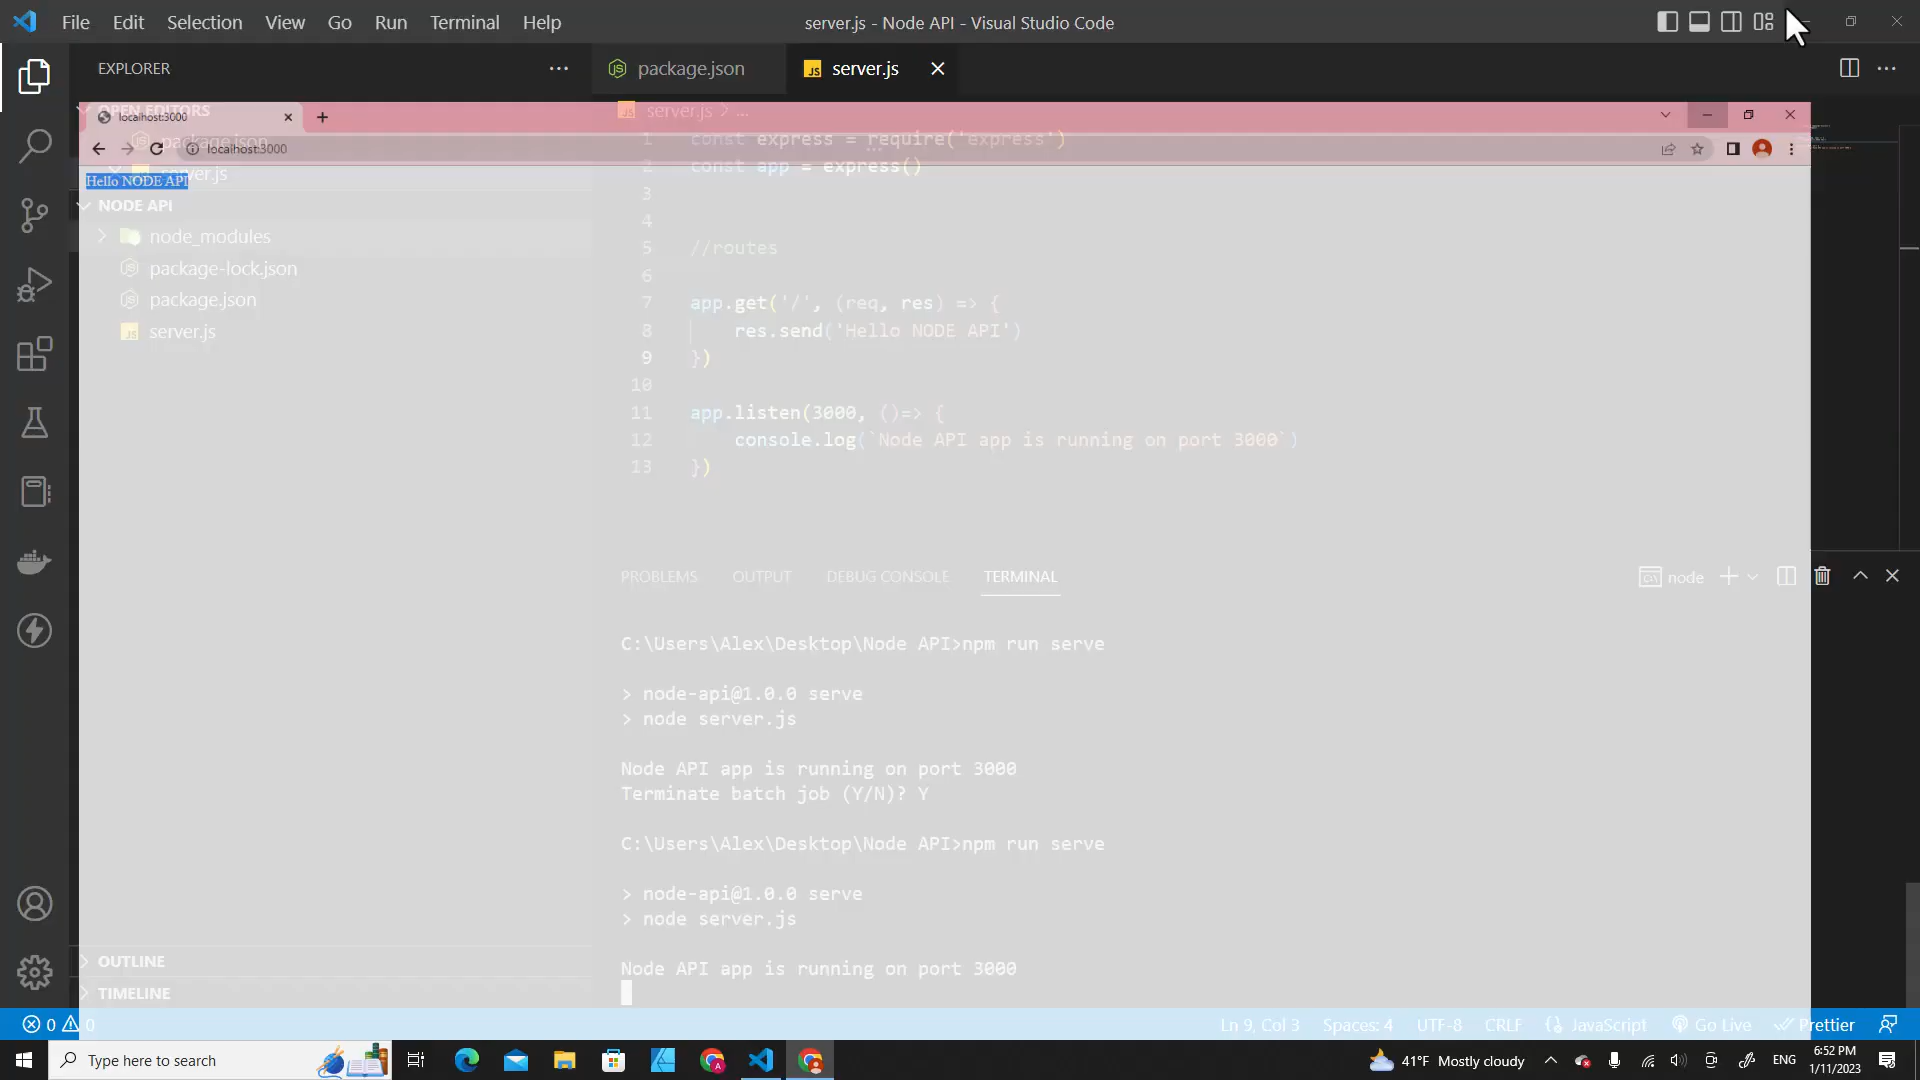 File Edit Selection View Go Run Terminal Help
server.js - Node API - Visual Studio Code
EXPLORER
package.json
server.js
OPEN EDITORS
package.json
server.js
localhost:3000
localhost:3000
Hello NODE API
NODE API
node_modules
package-lock.json
package.json
server.js
OUTLINE
TIMELINE
server.js > ...
1 const express = require('express')
2 const app = express()
3
4
5 //routes
6
7 app.get('/', (req, res) => {
8 res.send('Hello NODE API')
9 })
10
11 app.listen(3000, ()=> {
12 console.log(`Node API app is running on port 3000`)
13 })
PROBLEMS OUTPUT DEBUG CONSOLE TERMINAL
node
C:\Users\Alex\Desktop\Node API>npm run serve
> node-api@1.0.0 serve
> node server.js
Node API app is running on port 3000
Terminate batch job (Y/N)? Y
C:\Users\Alex\Desktop\Node API>npm run serve
> node-api@1.0.0 serve
> node server.js
Node API app is running on port 3000
0 0
Ln 9, Col 3 Spaces: 4 UTF-8 CRLF {} JavaScript Go Live Prettier
Type here to search
41°F Mostly cloudy
ENG
6:52 PM
1/11/2023